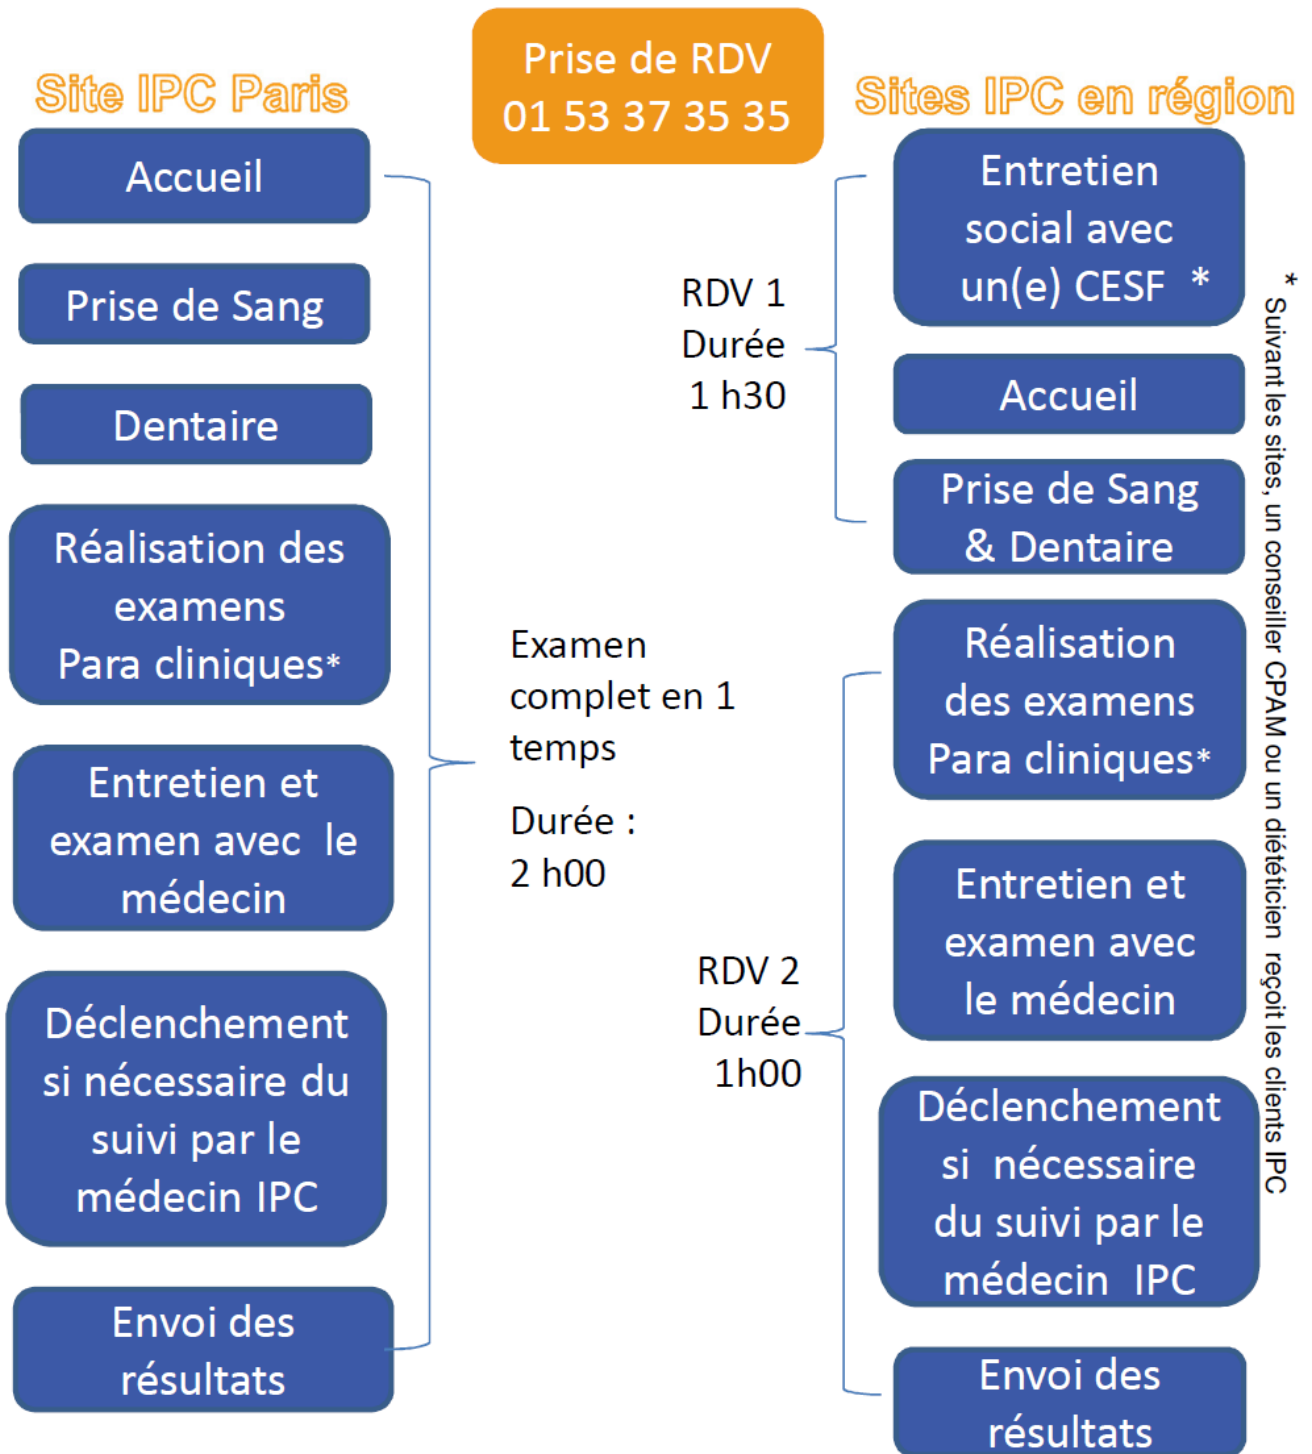 Prise de RDV
01 53 37 35 35
Site IPC Paris
Accueil
Prise de Sang
Dentaire
Réalisation des
examens
Para cliniques*
Entretien et
examen avec le
médecin
Déclenchement
si nécessaire du
suivi par le
médecin IPC
Envoi des
résultats
Examen
complet en 1
temps
Durée :
2 h00
Sites IPC en région
RDV 1
Durée
1 h30
Entretien
social avec
un(e) CESF *
Accueil
Prise de Sang
& Dentaire
RDV 2
Durée
1h00
Réalisation
des examens
Para cliniques*
Entretien et
examen avec
le médecin
Déclenchement
si nécessaire
du suivi par le
médecin IPC
Envoi des
résultats
* Suivant les sites, un conseiller CPAM ou un diététicien reçoit les clients IPC